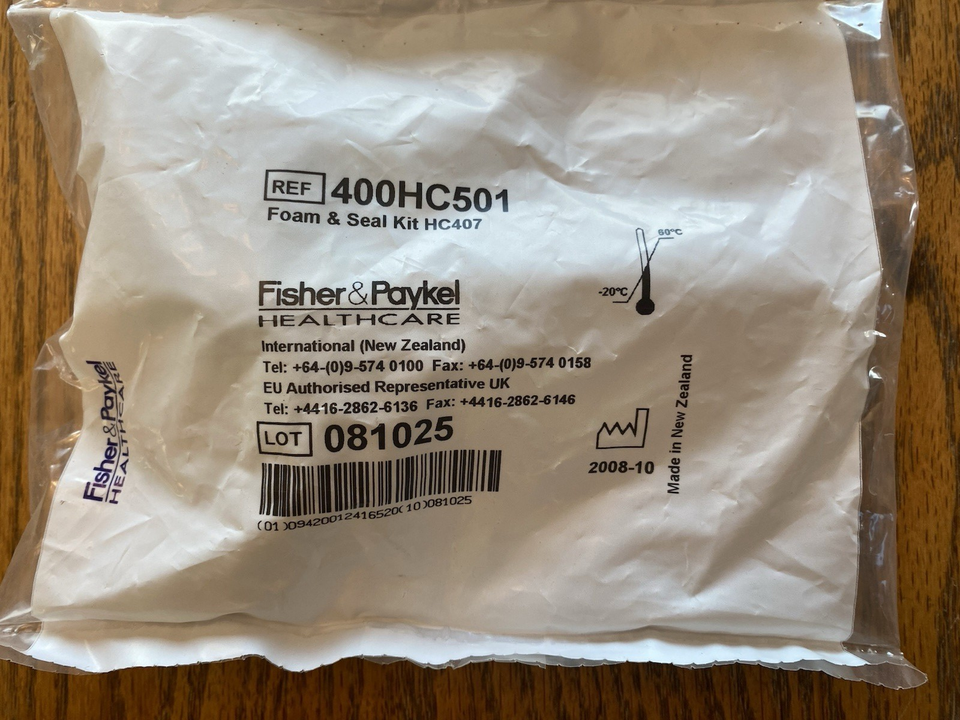 REF 400HC501
Foam & Seal Kit HC407
60°C
-20°C
Fisher & Paykel
HEALTHCARE
International (New Zealand)
Tel: +64-(0)9-574 0100 Fax: +64-(0)9-574 0158
EU Authorised Representative UK
Tel: +4416-2862-6136 Fax: +4416-2862-6146
LOT 081025
2008-10
Made in New Zealand
(01)09420012416520(10)081025
Fisher & Paykel
HEALTHCARE